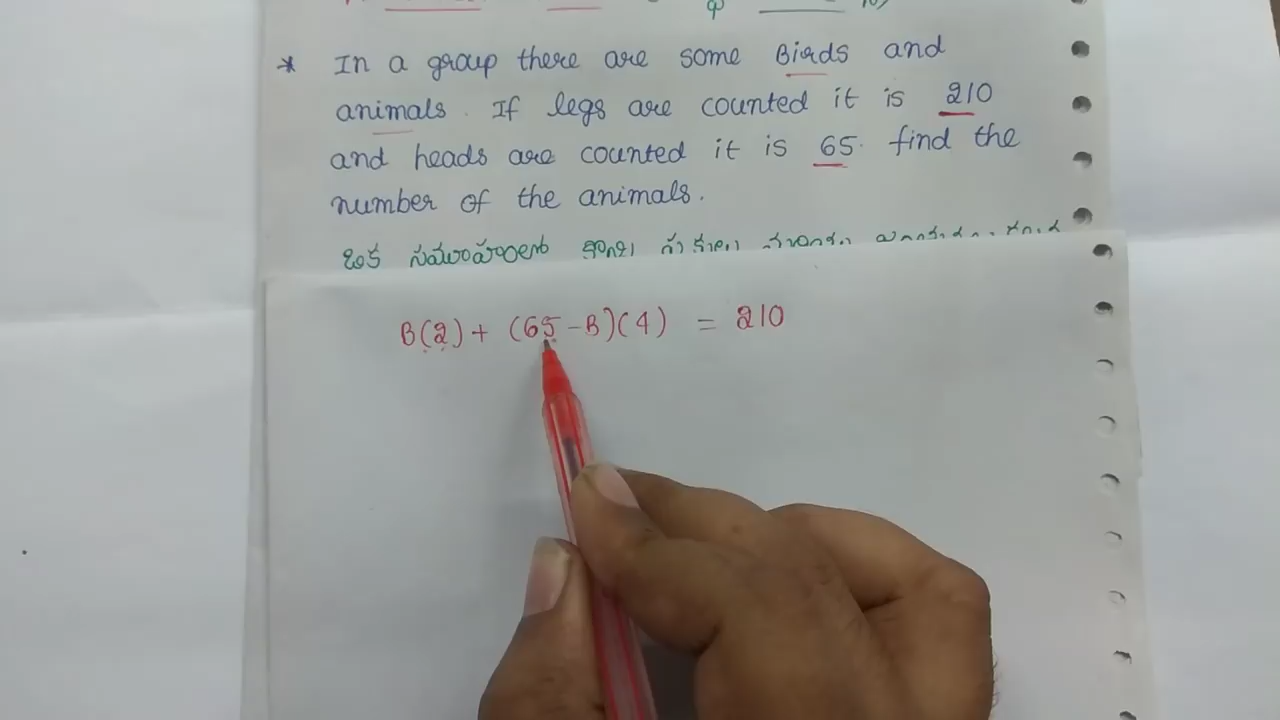 * In a group there are some Birds and
animals. If legs are counted it is 210
and heads are counted it is 65. find the
number of the animals.
ఒక
B(2) + (65 - B)(4) = 210